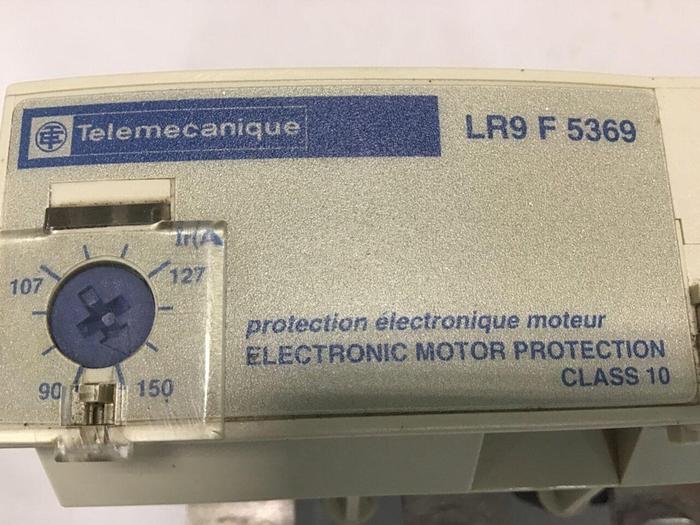 Telemecanique
LR9 F 5369
Ir(A
107
127
90
150
protection électronique moteur
ELECTRONIC MOTOR PROTECTION
CLASS 10